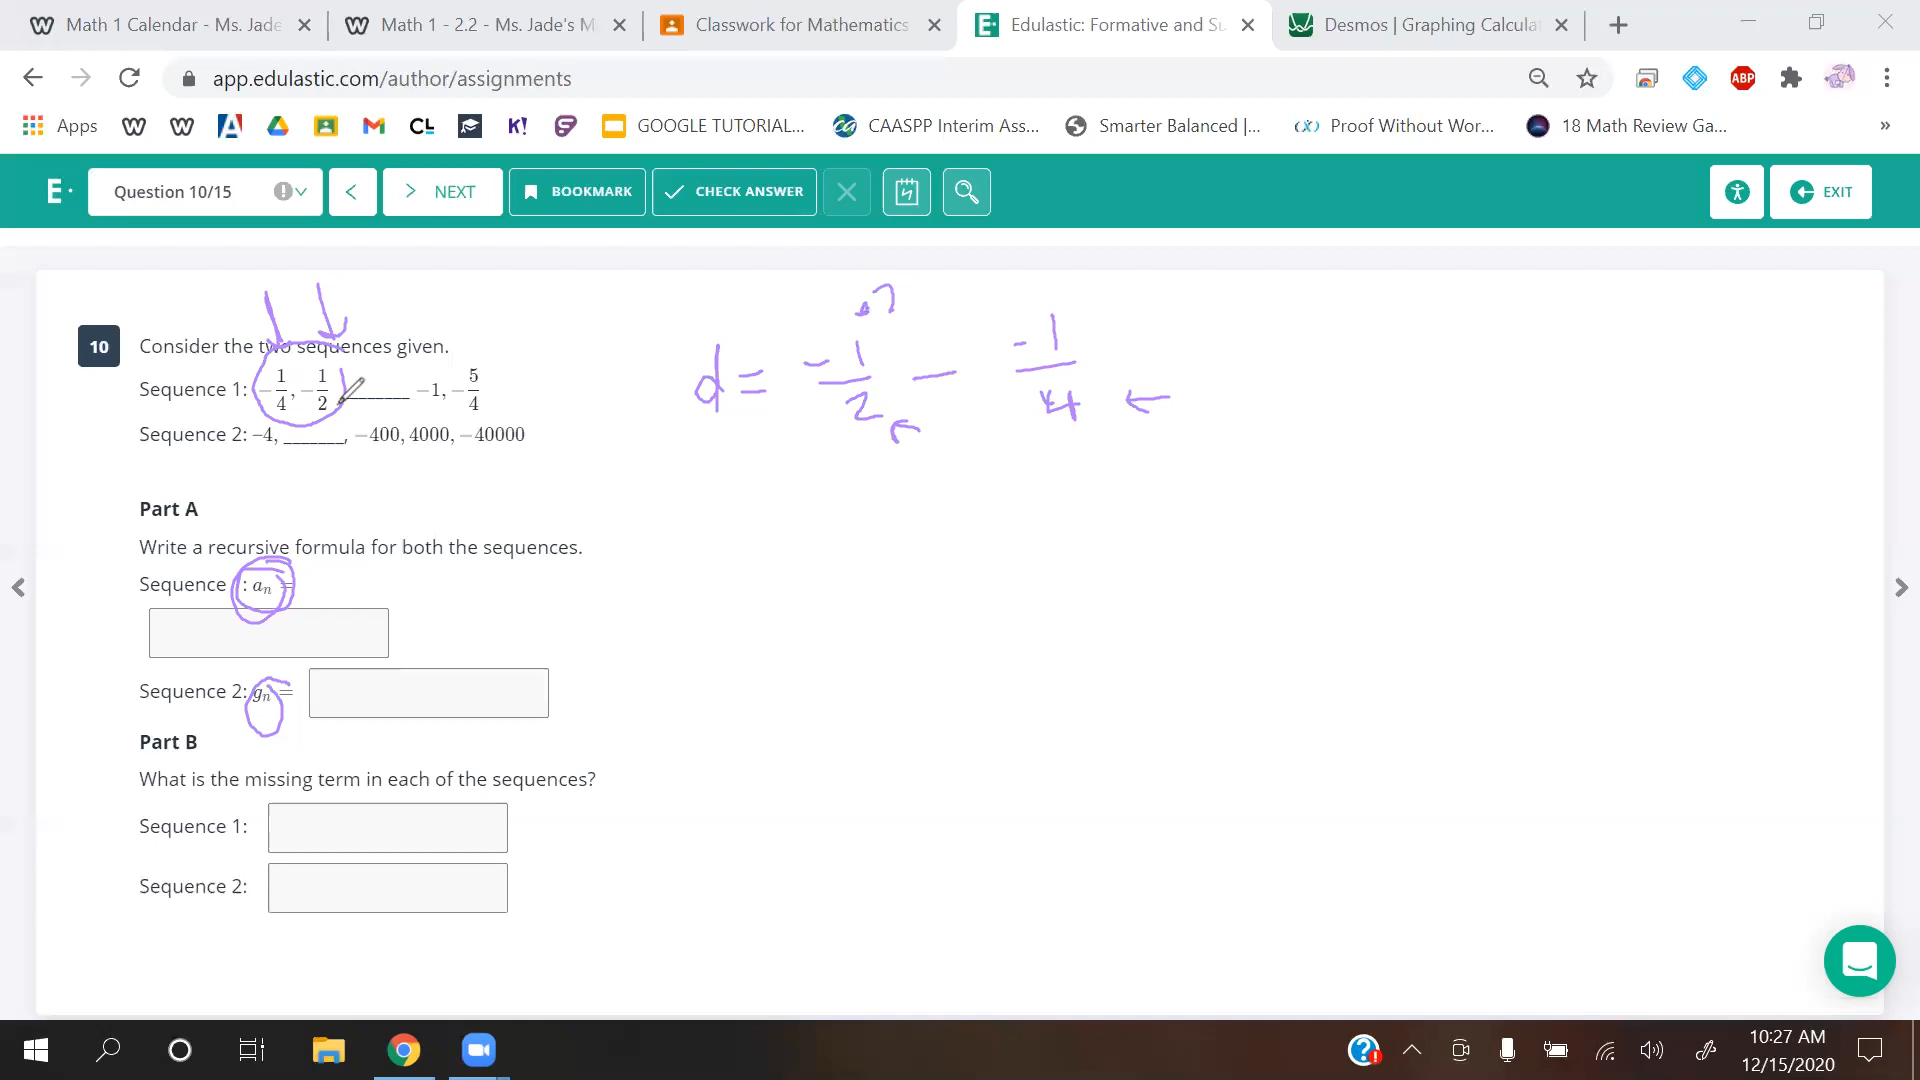 Math 1 Calendar - Ms. Jade
Math 1 - 2.2 - Ms. Jade's M
Classwork for Mathematics
Edulastic: Formative and Su
Desmos | Graphing Calcula
app.edulastic.com/author/assignments
ABP
Apps
CL
K!
GOOGLE TUTORIAL...
CAASPP Interim Ass...
Smarter Balanced |...
Proof Without Wor...
18 Math Review Ga...
E
Question 10/15
NEXT
BOOKMARK
CHECK ANSWER
EXIT
10
Consider the two sequences given.
Sequence 1: -1/4, -1/2, _______ -1, -5/4
Sequence 2: -4, _______, -400, 4000, -40000
d = -1/2 - -1/4
Part A
Write a recursive formula for both the sequences.
Sequence : aₙ =
Sequence 2: gₙ =
Part B
What is the missing term in each of the sequences?
Sequence 1:
Sequence 2:
10:27 AM
12/15/2020